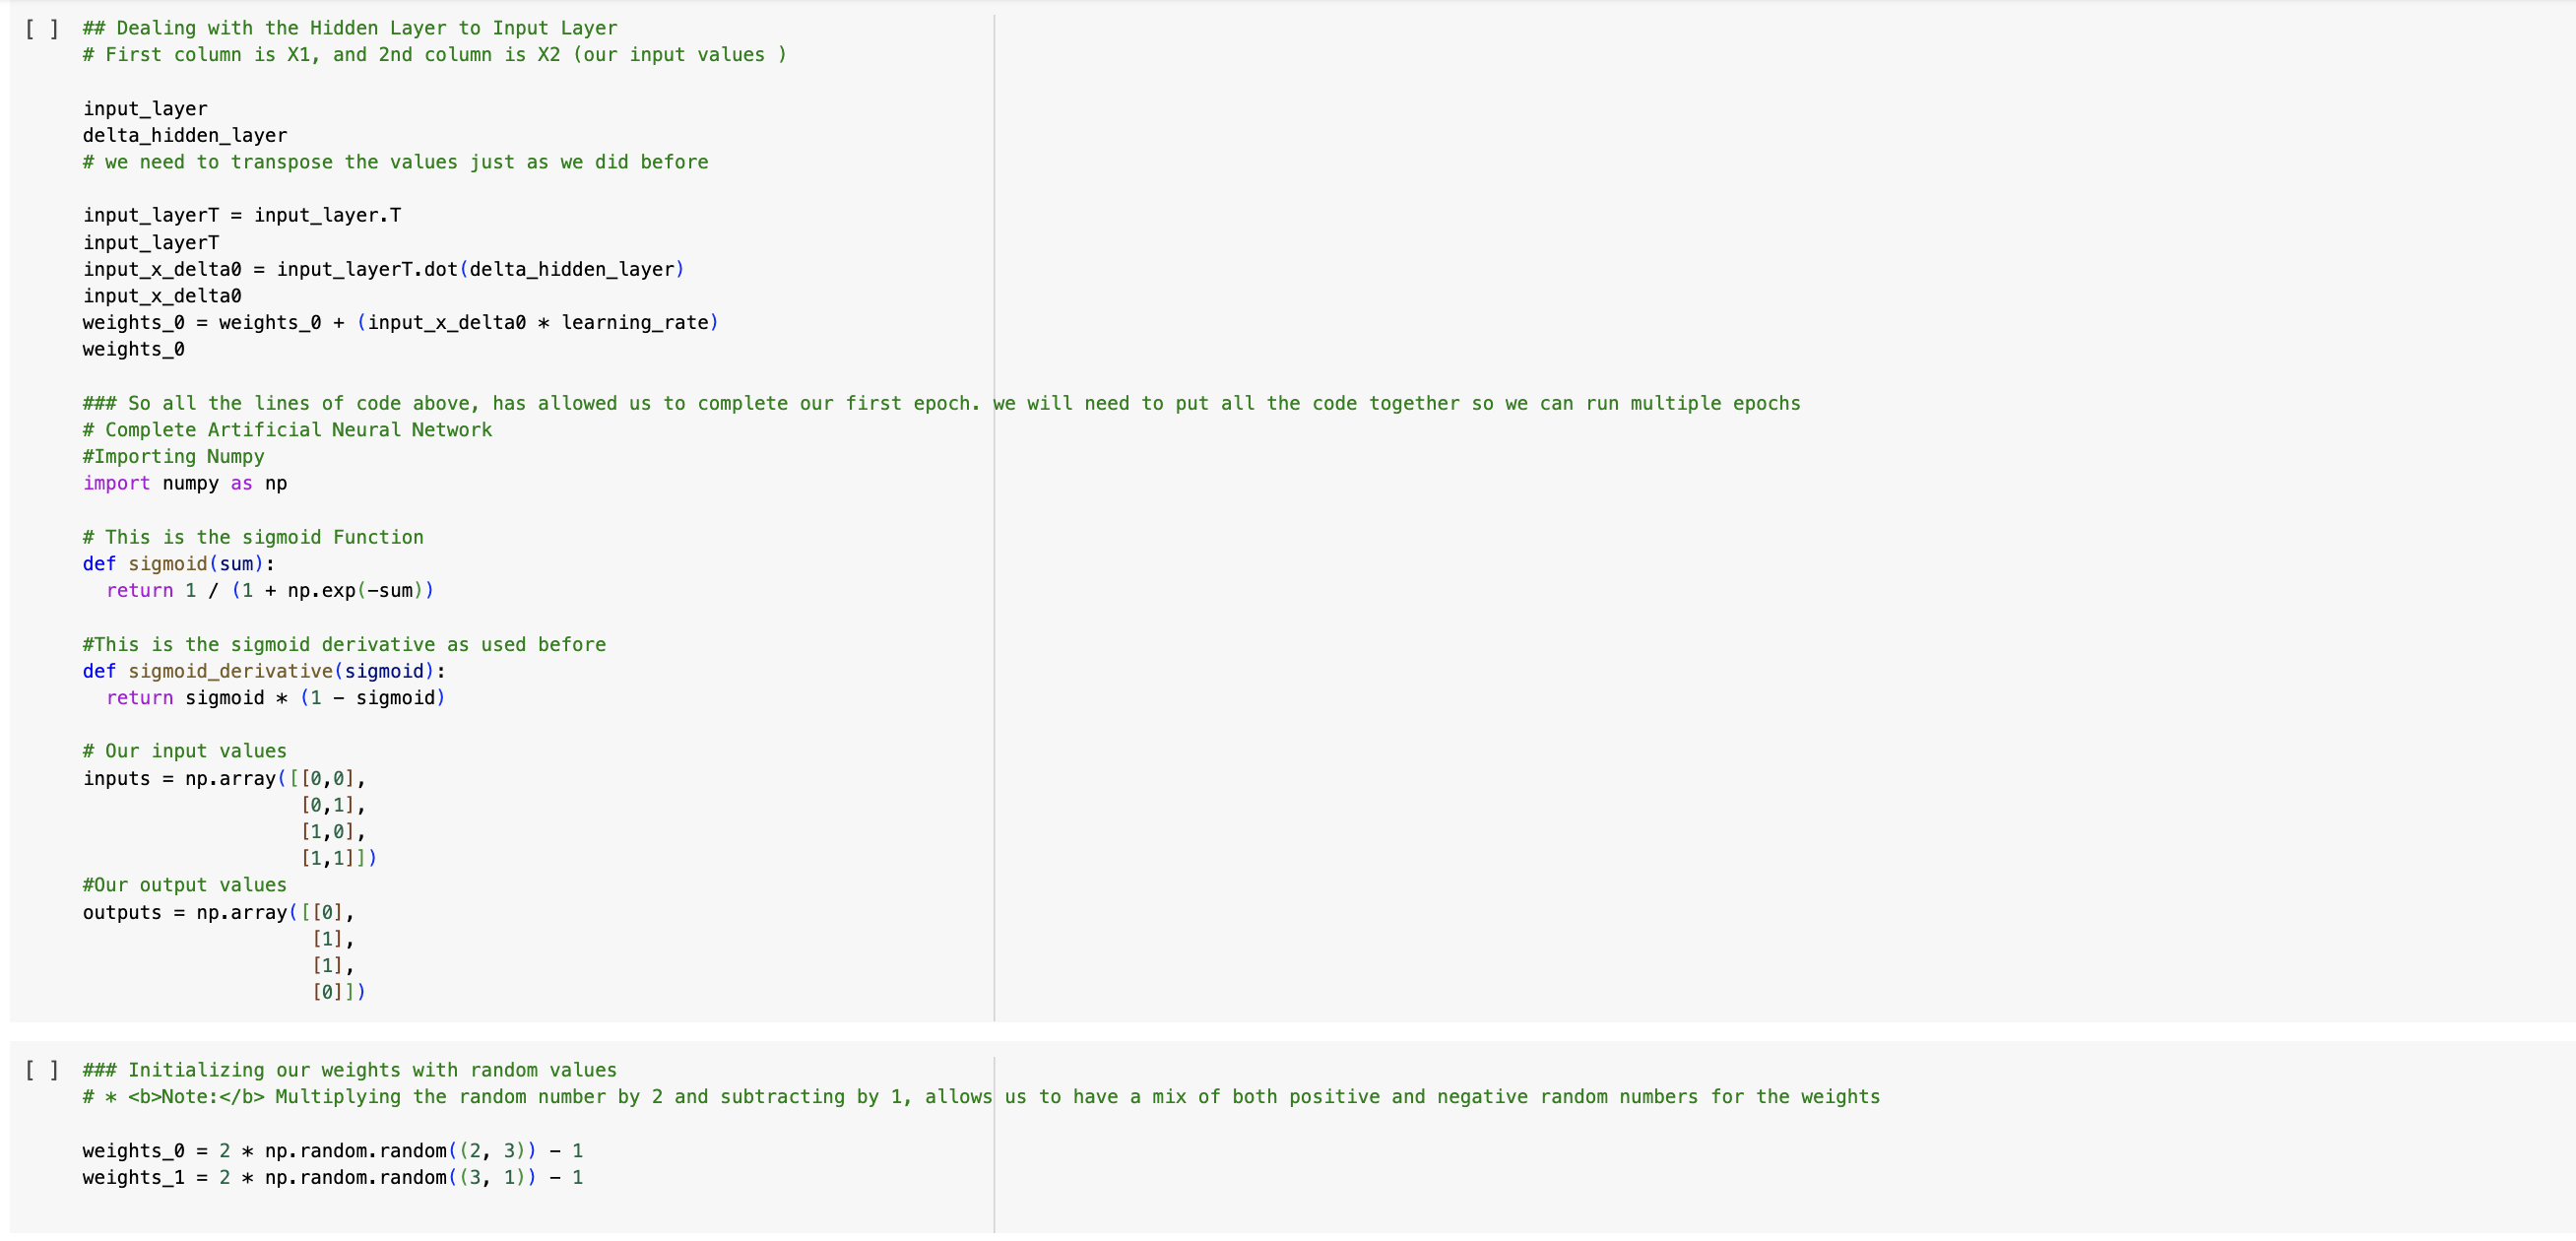 [ ] ## Dealing with the Hidden Layer to Input Layer
# First column is X1, and 2nd column is X2 (our input values )
input_layer
delta_hidden_layer
# we need to transpose the values just as we did before
input_layerT = input_layer.T
input_layerT
input_x_delta0 = input_layerT.dot(delta_hidden_layer)
input_x_delta0
weights_0 = weights_0 + (input_x_delta0 * learning_rate)
weights_0
### So all the lines of code above, has allowed us to complete our first epoch. we will need to put all the code together so we can run multiple epochs
# Complete Artificial Neural Network
#Importing Numpy
import numpy as np
# This is the sigmoid Function
def sigmoid(sum):
  return 1 / (1 + np.exp(-sum))
#This is the sigmoid derivative as used before
def sigmoid_derivative(sigmoid):
  return sigmoid * (1 - sigmoid)
# Our input values
inputs = np.array([[0,0],
                   [0,1],
                   [1,0],
                   [1,1]])
#Our output values
outputs = np.array([[0],
                    [1],
                    [1],
                    [0]])
[ ] ### Initializing our weights with random values
# * <b>Note:</b> Multiplying the random number by 2 and subtracting by 1, allows us to have a mix of both positive and negative random numbers for the weights
weights_0 = 2 * np.random.random((2, 3)) - 1
weights_1 = 2 * np.random.random((3, 1)) - 1